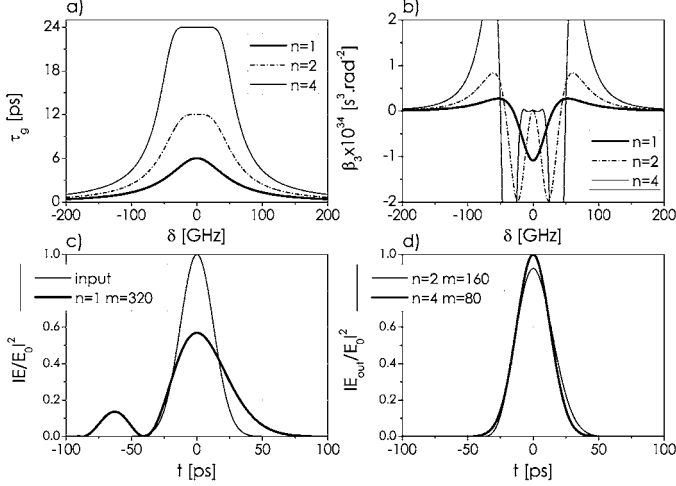 a)
24
18
12
6
0
τg [ps]
n=1
n=2
n=4
-200 -100 0 100 200
δ [GHz]
b)
2
1
0
-1
-2
β3x10^34 [s^3.rad^-2]
n=1
n=2
n=4
-200 -100 0 100 200
δ [GHz]
c)
1.0
0.8
0.6
0.4
0.2
0.0
|E/E0|^2
input
n=1 m=320
-100 -50 0 50 100
t [ps]
d)
1.0
0.8
0.6
0.4
0.2
0.0
|Eout/E0|^2
n=2 m=160
n=4 m=80
-100 -50 0 50 100
t [ps]